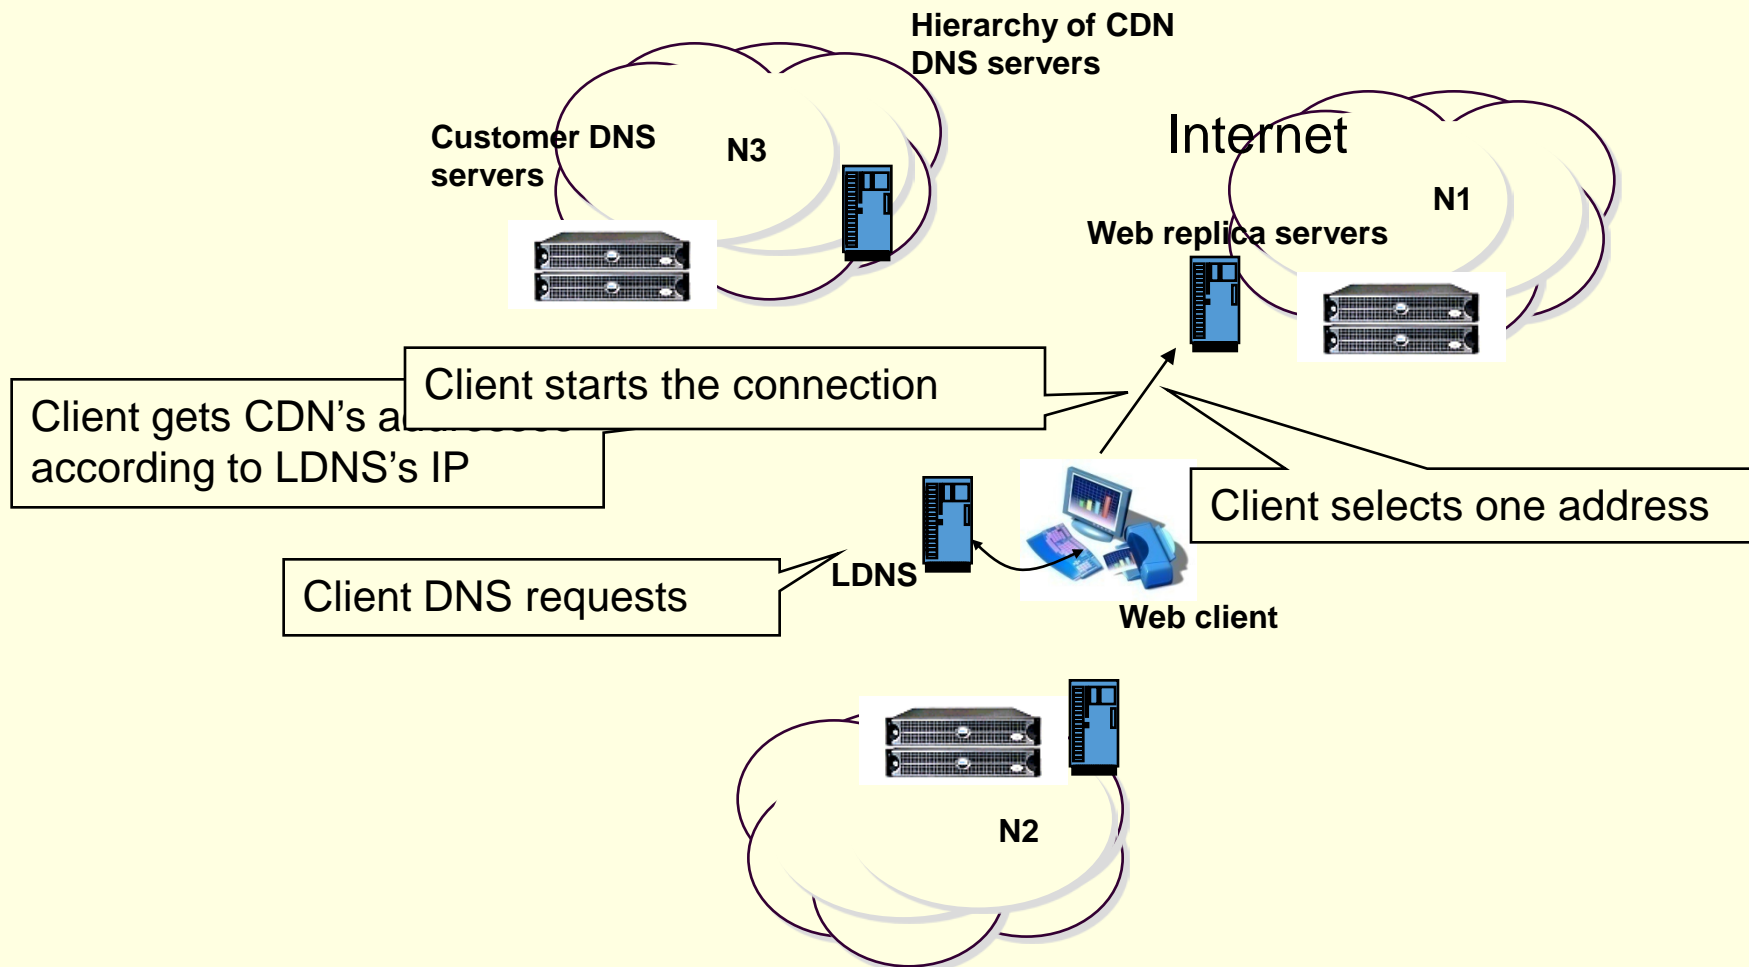 Hierarchy of CDN
DNS servers
Customer DNS
servers
N3
Internet
N1
Web replica servers
Client starts the connection
Client gets CDN's
according to LDNS's IP
Client selects one address
Client DNS requests
LDNS
Web client
N2